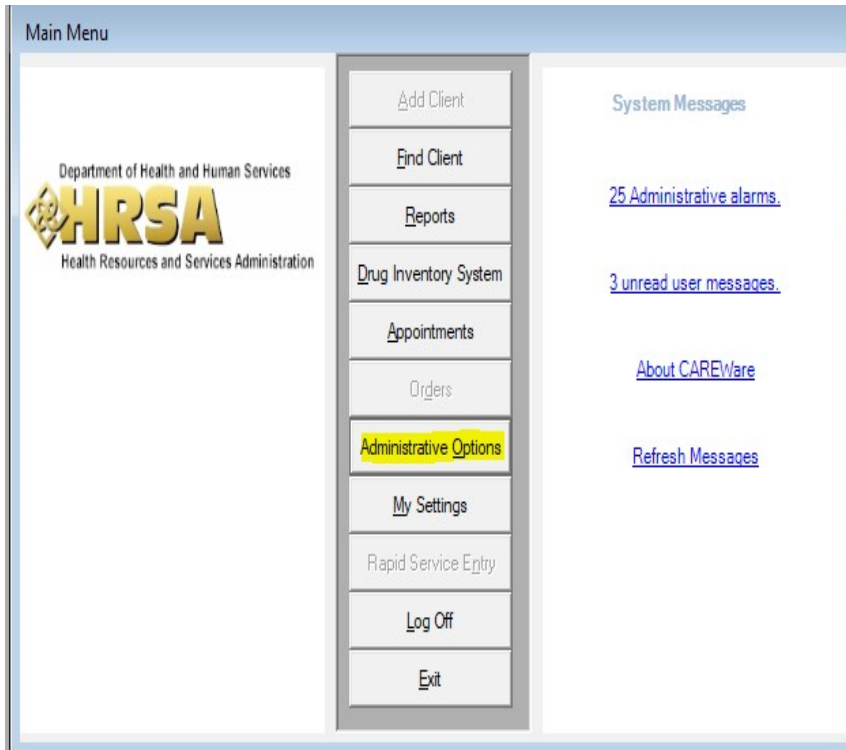 Main Menu
Department of Health and Human Services
HRSA
Health Resources and Services Administration
Add Client
Find Client
Reports
Drug Inventory System
Appointments
Orders
Administrative Options
My Settings
Rapid Service Entry
Log Off
Exit
System Messages
25 Administrative alarms.
3 unread user messages.
About CAREWare
Refresh Messages